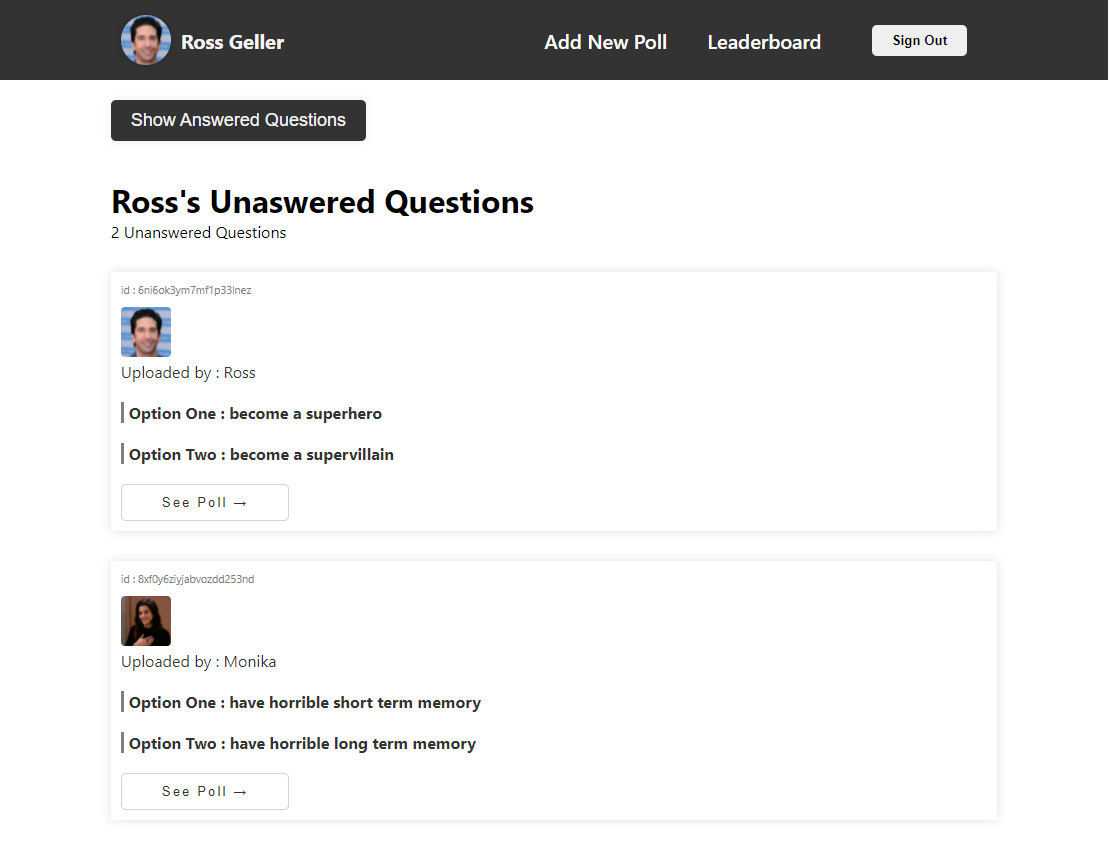 Ross Geller
Add New Poll
Leaderboard
Sign Out
Show Answered Questions
Ross's Unaswered Questions
2 Unanswered Questions
id : 6ni6ok3ym7mf1p33lnez
Uploaded by : Ross
Option One : become a superhero
Option Two : become a supervillain
See Poll →
id : 8xf0y6ziyjabvozdd253nd
Uploaded by : Monika
Option One : have horrible short term memory
Option Two : have horrible long term memory
See Poll →